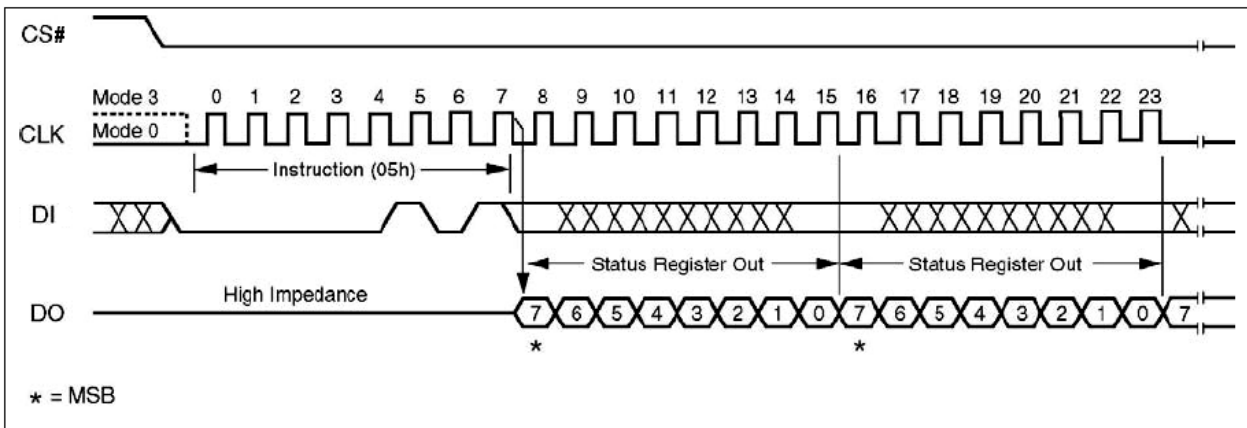 CS#
Mode 3
0 1 2 3 4 5 6 7 8 9 10 11 12 13 14 15 16 17 18 19 20 21 22 23
CLK
Mode 0
Instruction (05h)
DI
Status Register Out
Status Register Out
High Impedance
DO
7 6 5 4 3 2 1 0 7 6 5 4 3 2 1 0 7
* *
* = MSB